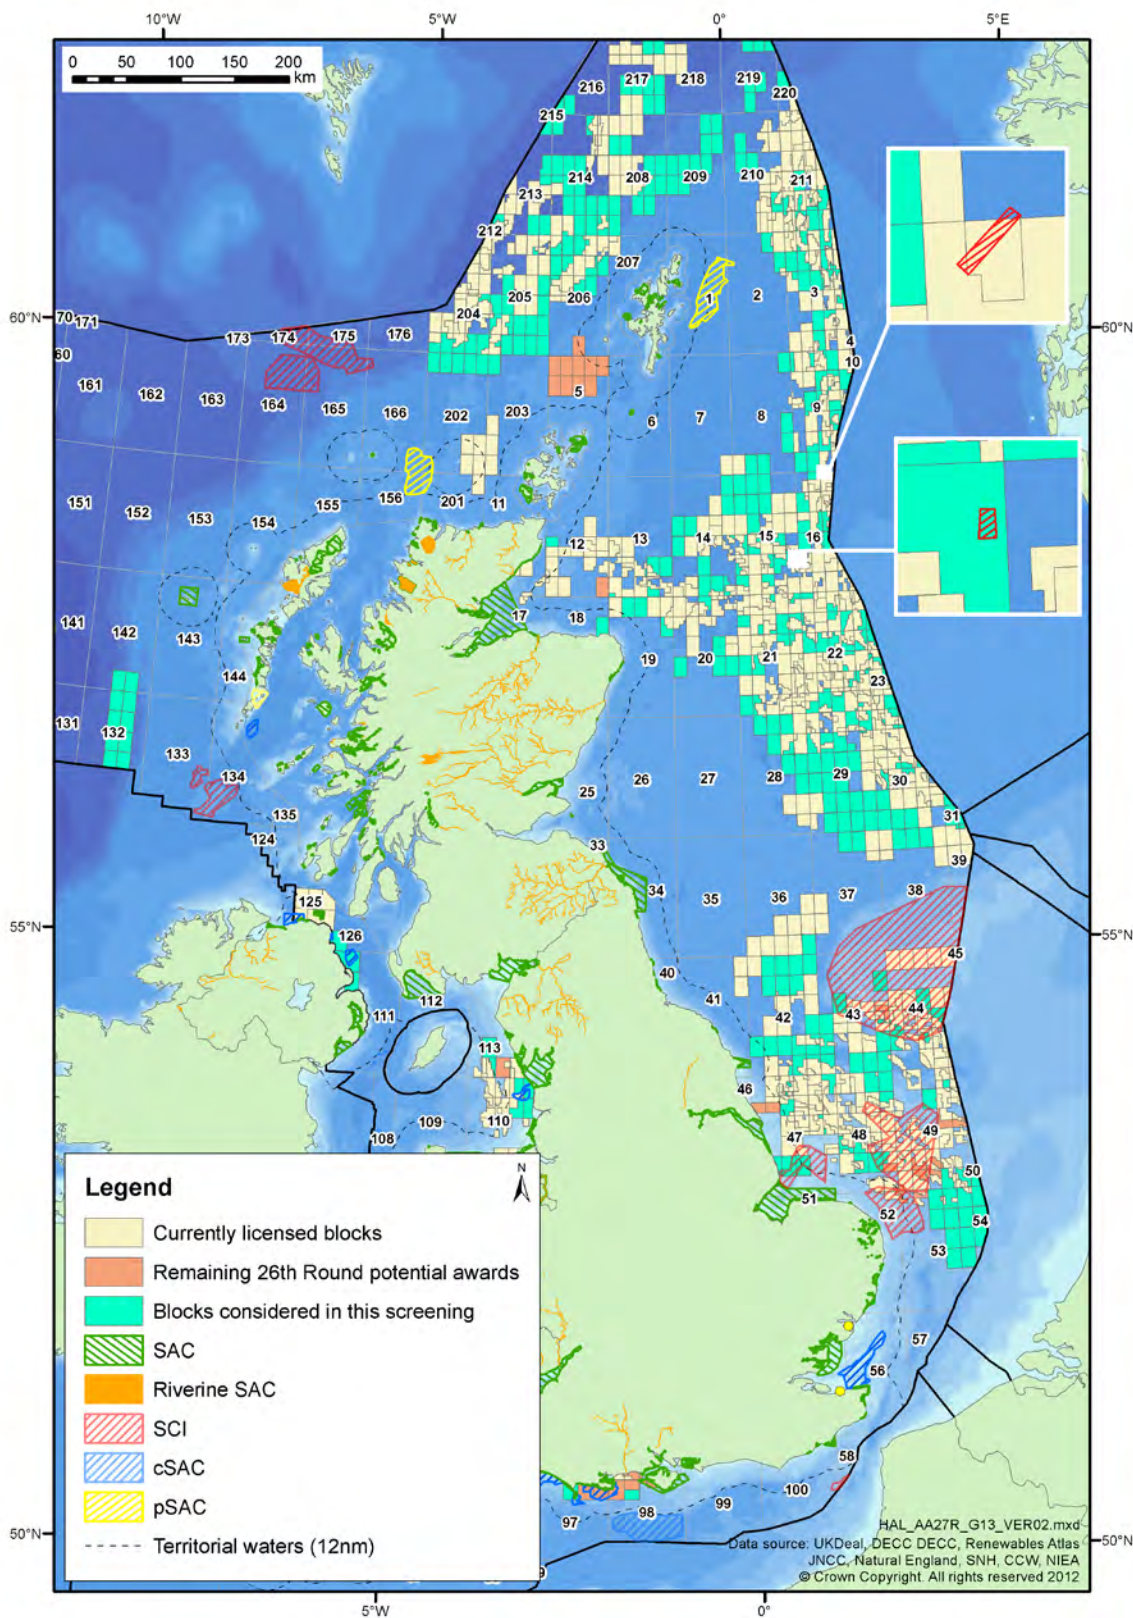 10°W 5°W 0° 5°E
0 50 100 150 200
km
216 217 218 219
220
215
214 208 209 210 211
213
212
207
205 206 1 2 3
204
60°N 60°N
70 171 173 174 175 176 4
60 10
161 162 163 164 165 166 202 203 5 6 7 8 9
151 152 153 154 155 156 201 11
12 13 14 15 16
141 142 143 17 18
144 19 20 21 22
23
131 132 133 134 25 26 27 28 29 30
135 31
124 33 39
125 34 35 36 37 38
55°N 55°N
126 40 45
41
111 112 42 43 44
113
46
108 109 110 47 48 49
50
51 52 54
53
N
Legend
Currently licensed blocks
Remaining 26th Round potential awards
Blocks considered in this screening
SAC
Riverine SAC
SCI
cSAC
pSAC
Territorial waters (12nm)
57
56
58
100
99
98
97
50°N 50°N
HAL_AA27R_G13_VER02.mxd
Data source: UKDeal, DECC DECC, Renewables Atlas
JNCC, Natural England, SNH, CCW, NIEA
© Crown Copyright. All rights reserved 2012
5°W 0°